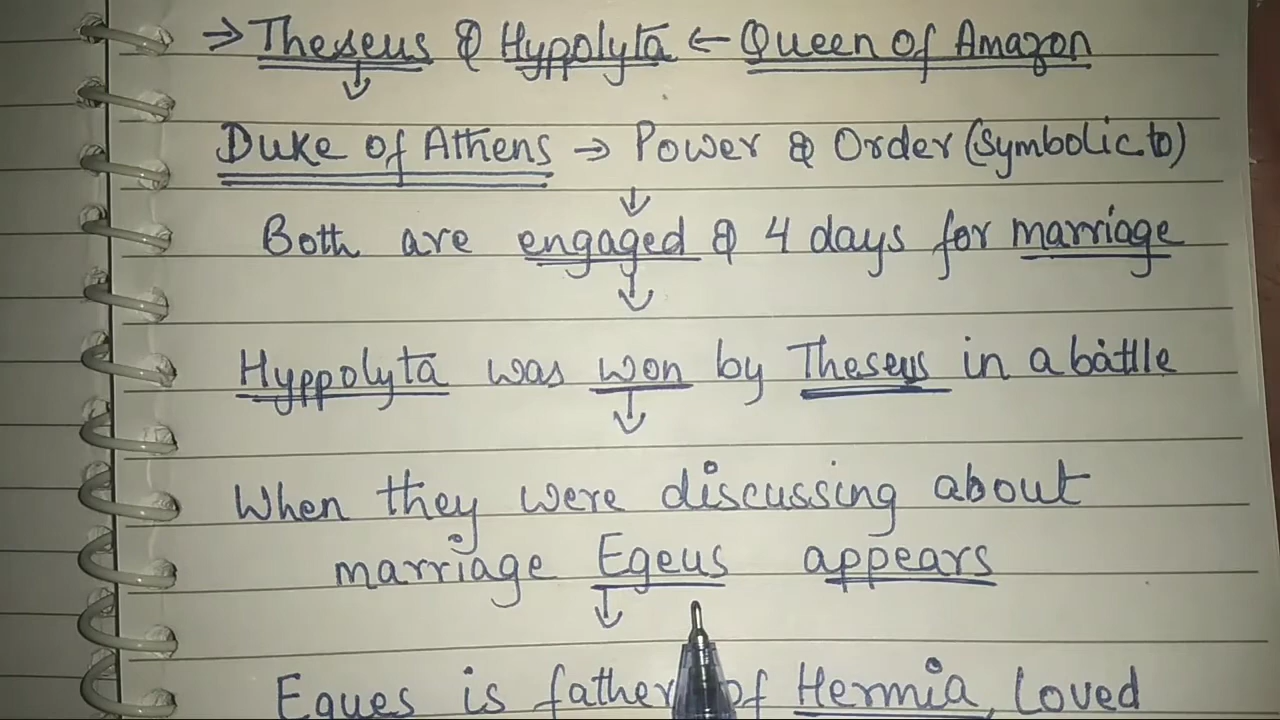 → Theseus & Hypolyta ← Queen of Amazon
↓
Duke of Athens → Power & Order (Symbolic to)
↓
Both are engaged & 4 days for marriage
↓
Hyppolyta was won by Theseus in a battle
↓
When they were discussing about
marriage Egeus appears
↓
Eques is father of Hermia, loved